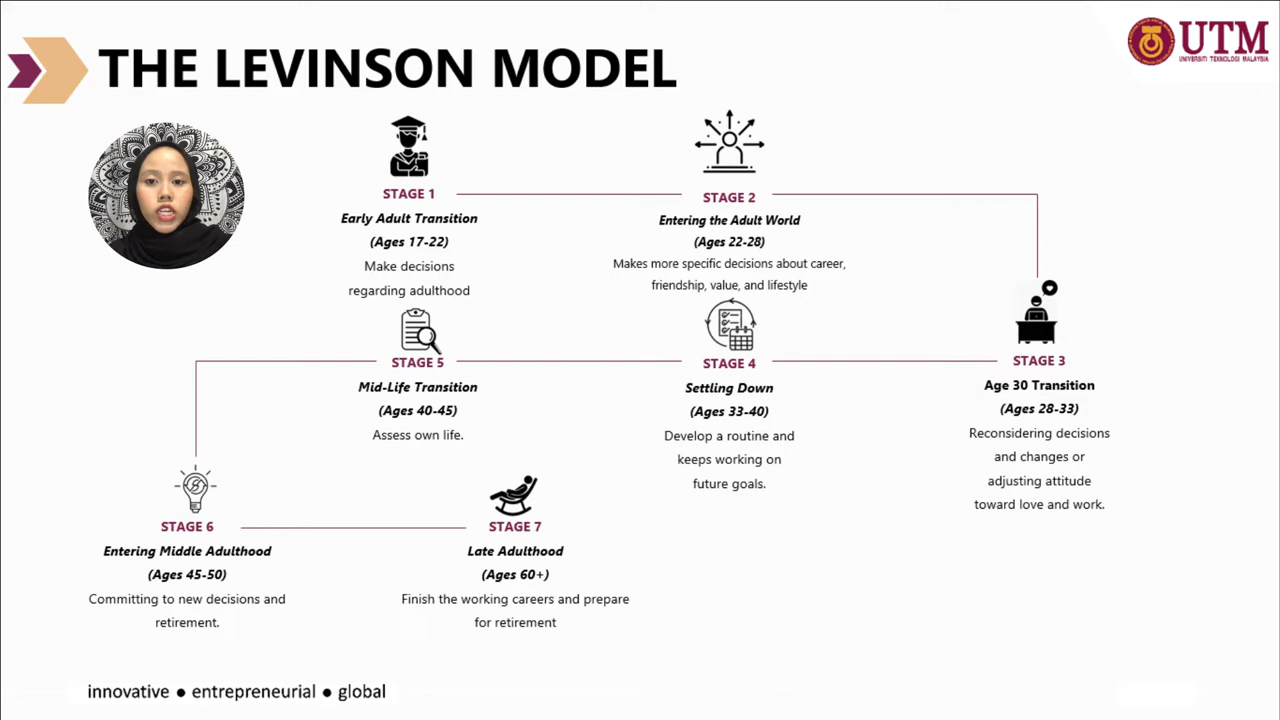 THE LEVINSON MODEL
UTM
UNIVERSITI TEKNOLOGI MALAYSIA
STAGE 1
Early Adult Transition
(Ages 17-22)
Make decisions
regarding adulthood
STAGE 2
Entering the Adult World
(Ages 22-28)
Makes more specific decisions about career,
friendship, value, and lifestyle
STAGE 3
Age 30 Transition
(Ages 28-33)
Reconsidering decisions
and changes or
adjusting attitude
toward love and work.
STAGE 4
Settling Down
(Ages 33-40)
Develop a routine and
keeps working on
future goals.
STAGE 5
Mid-Life Transition
(Ages 40-45)
Assess own life.
STAGE 6
Entering Middle Adulthood
(Ages 45-50)
Committing to new decisions and
retirement.
STAGE 7
Late Adulthood
(Ages 60+)
Finish the working careers and prepare
for retirement
innovative ● entrepreneurial ● global